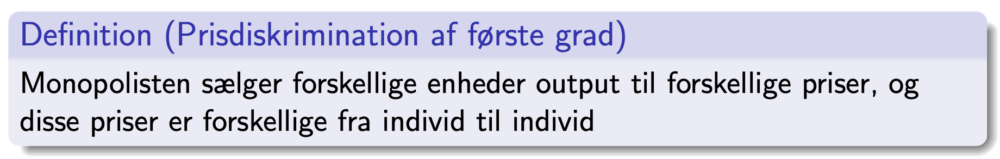 Definition (Prisdiskrimination af første grad)
Monopolisten sælger forskellige enheder output til forskellige priser, og
disse priser er forskellige fra individ til individ